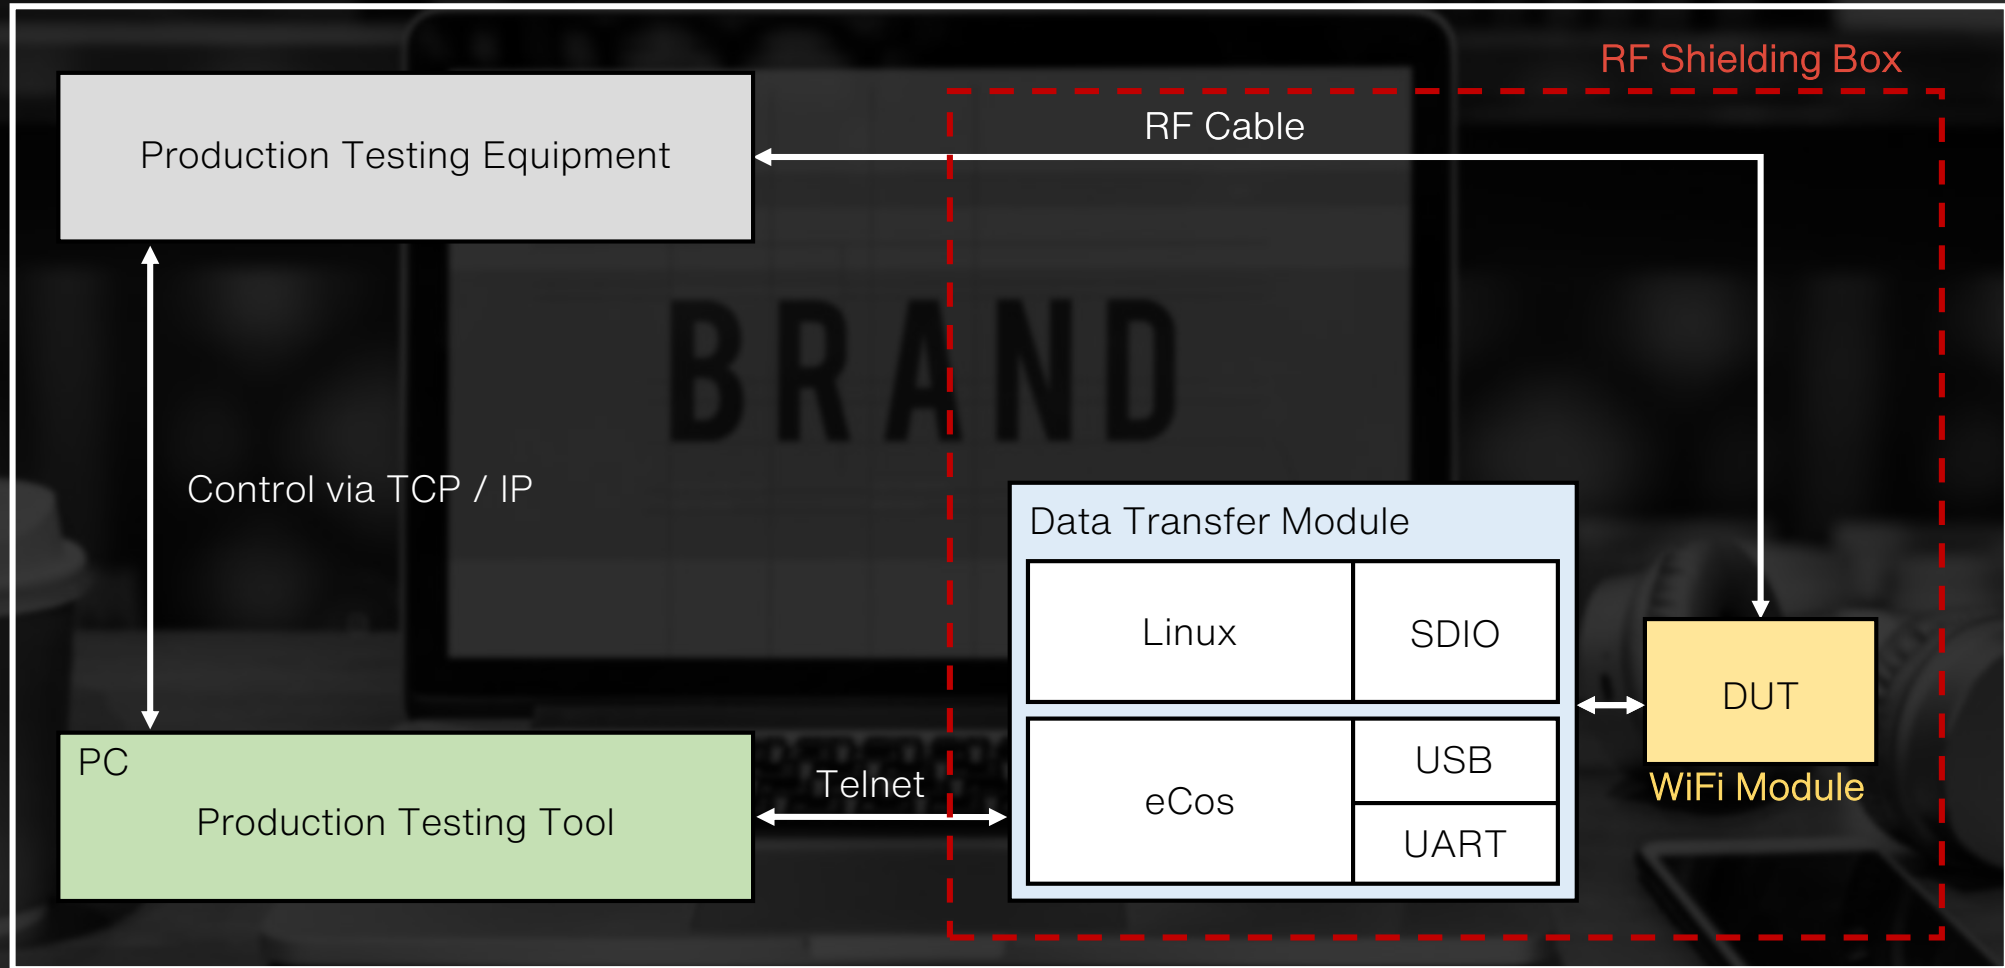 RF Shielding Box
RF Cable
Production Testing Equipment
BRAND
Control via TCP / IP
Data Transfer Module
Linux
SDIO
DUT
PC
USB
Telnet
WiFi Module
eCos
Production Testing Tool
UART